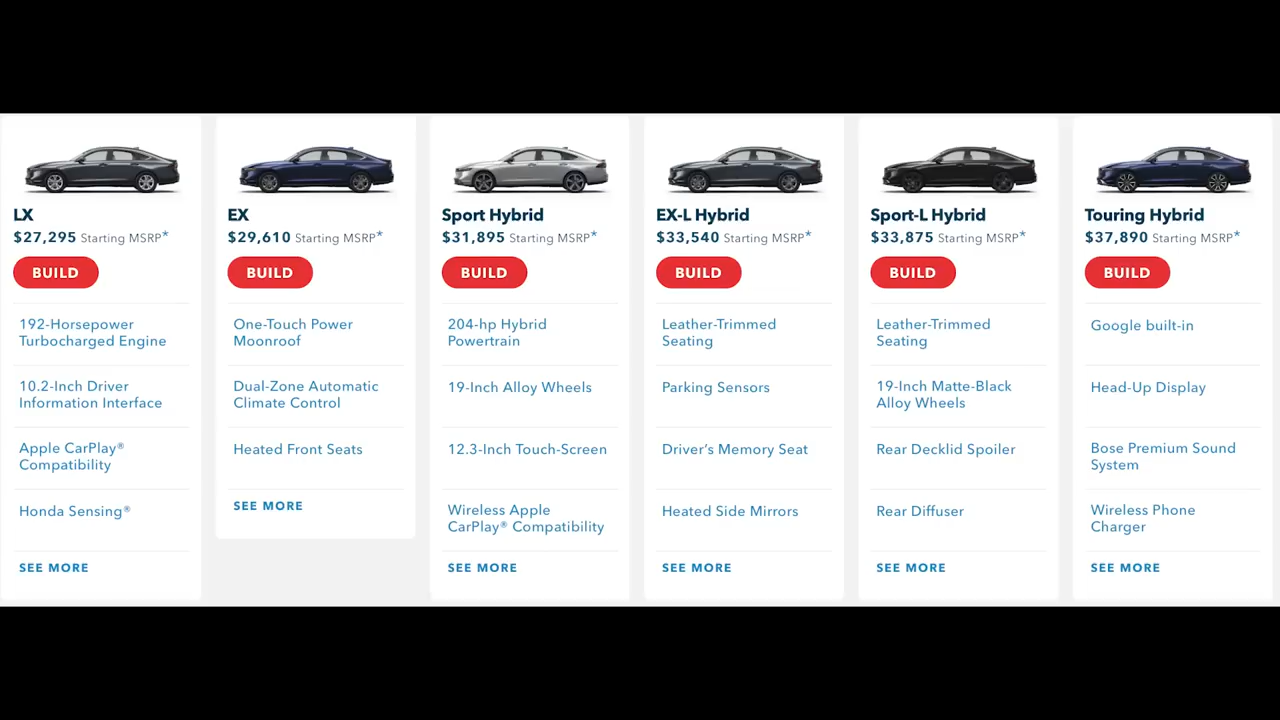 LX
$27,295 Starting MSRP*
BUILD
192-Horsepower
Turbocharged Engine
10.2-Inch Driver
Information Interface
Apple CarPlay®
Compatibility
Honda Sensing®
SEE MORE
EX
$29,610 Starting MSRP*
BUILD
One-Touch Power
Moonroof
Dual-Zone Automatic
Climate Control
Heated Front Seats
SEE MORE
Sport Hybrid
$31,895 Starting MSRP*
BUILD
204-hp Hybrid
Powertrain
19-Inch Alloy Wheels
12.3-Inch Touch-Screen
Wireless Apple
CarPlay® Compatibility
SEE MORE
EX-L Hybrid
$33,540 Starting MSRP*
BUILD
Leather-Trimmed
Seating
Parking Sensors
Driver’s Memory Seat
Heated Side Mirrors
SEE MORE
Sport-L Hybrid
$33,875 Starting MSRP*
BUILD
Leather-Trimmed
Seating
19-Inch Matte-Black
Alloy Wheels
Rear Decklid Spoiler
Rear Diffuser
SEE MORE
Touring Hybrid
$37,890 Starting MSRP*
BUILD
Google built-in
Head-Up Display
Bose Premium Sound
System
Wireless Phone
Charger
SEE MORE